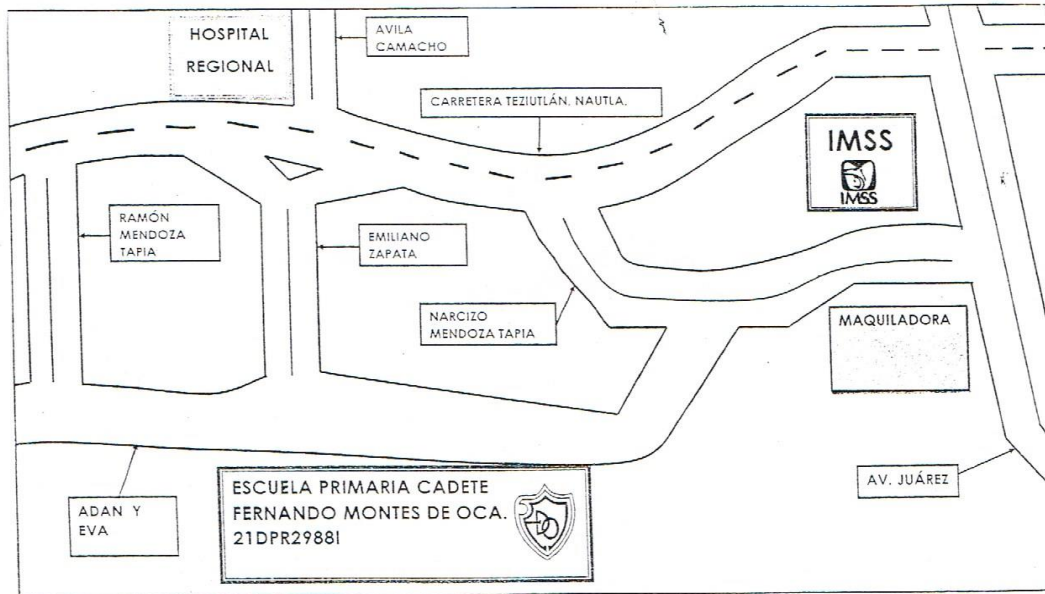 HOSPITAL
REGIONAL
AVILA
CAMACHO
CARRETERA TEZIUTLÁN, NAUTLA.
IMSS
IMSS
RAMÓN
MENDOZA
TAPIA
EMILIANO
ZAPATA
NARCIZO
MENDOZA TAPIA
MAQUILADORA
AV. JUÁREZ
ADAN Y
EVA
ESCUELA PRIMARIA CADETE
FERNANDO MONTES DE OCA.
21DPR2988I